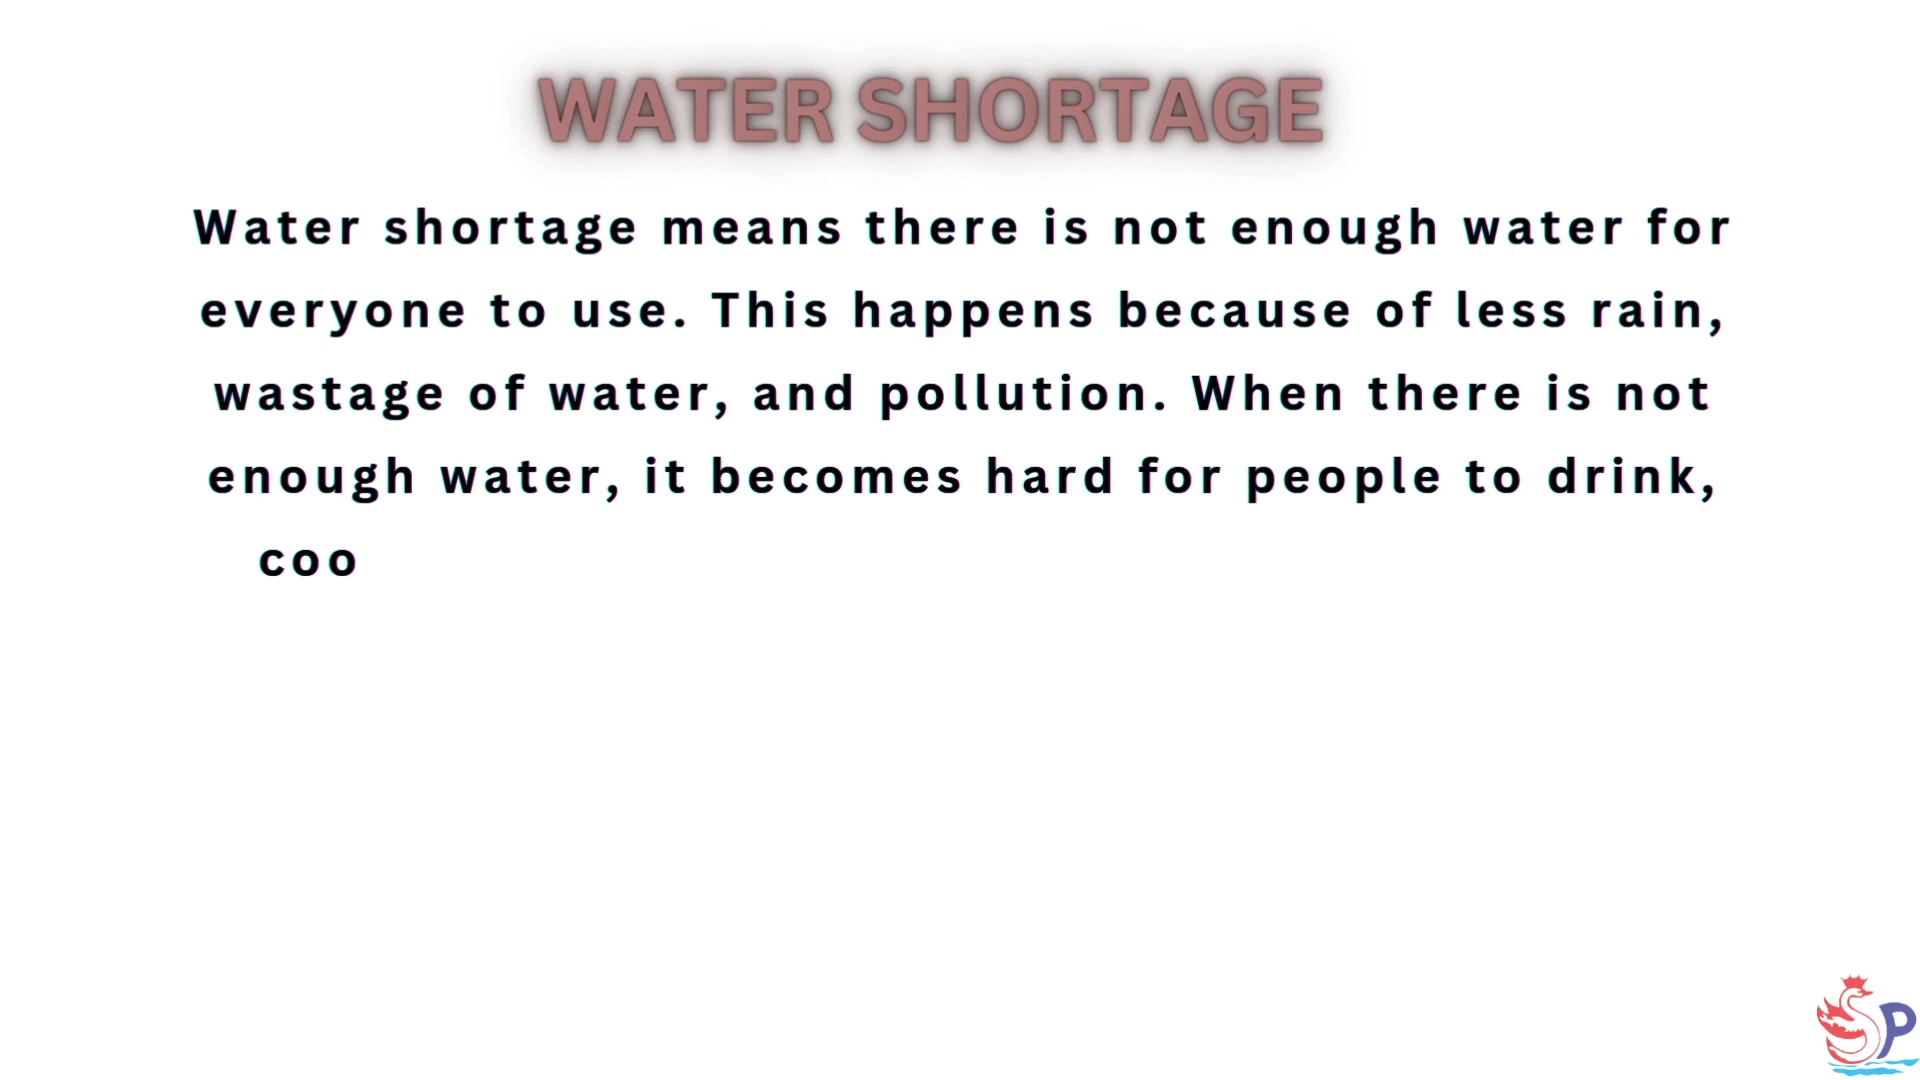 WATER SHORTAGE
Water shortage means there is not enough water for
everyone to use. This happens because of less rain,
wastage of water, and pollution. When there is not
enough water, it becomes hard for people to drink,
coo
SP